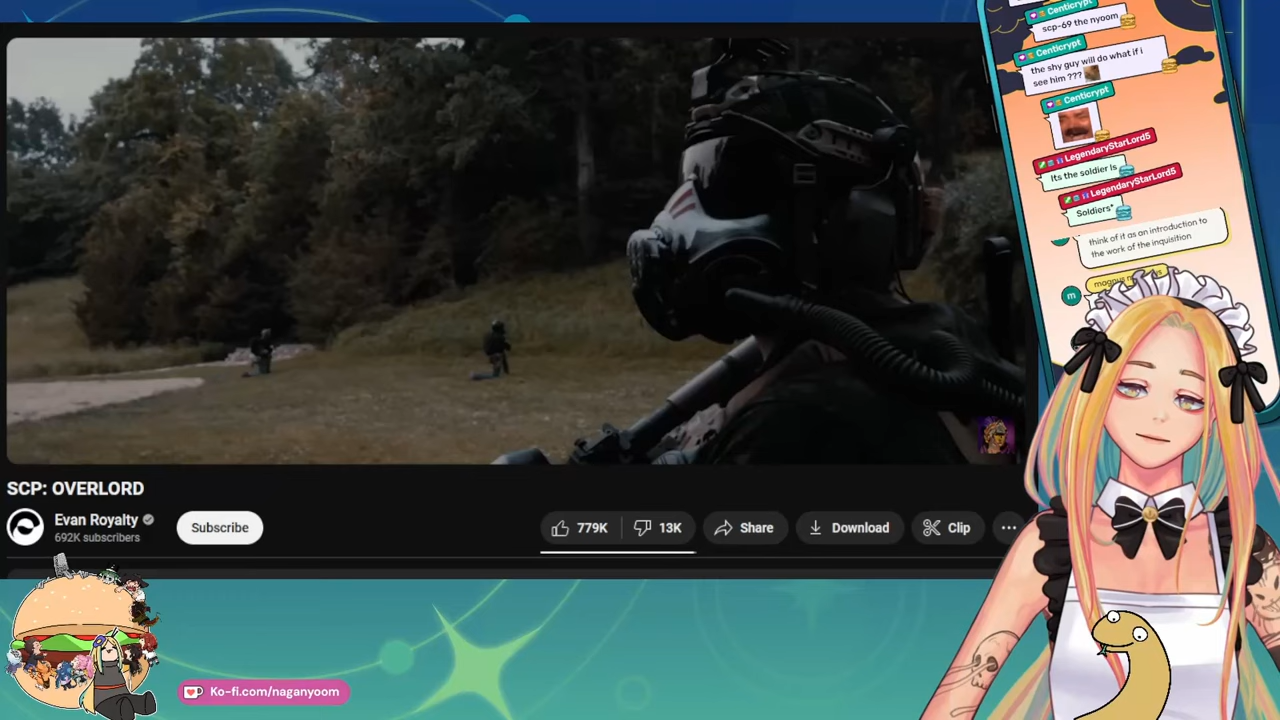 SCP: OVERLORD
Evan Royalty
692K subscribers
Subscribe
779K
13K
Share
Download
Clip
Ko-fi.com/naganyoom
Centicrypt
scp-69 the nyoom
Centicrypt
the shy guy will do what if i
see him ???
Centicrypt
LegendaryStarLord5
Its the soldier is
LegendaryStarLord5
Soldiers*
think of it as an introduction to
the work of the inquisition
m